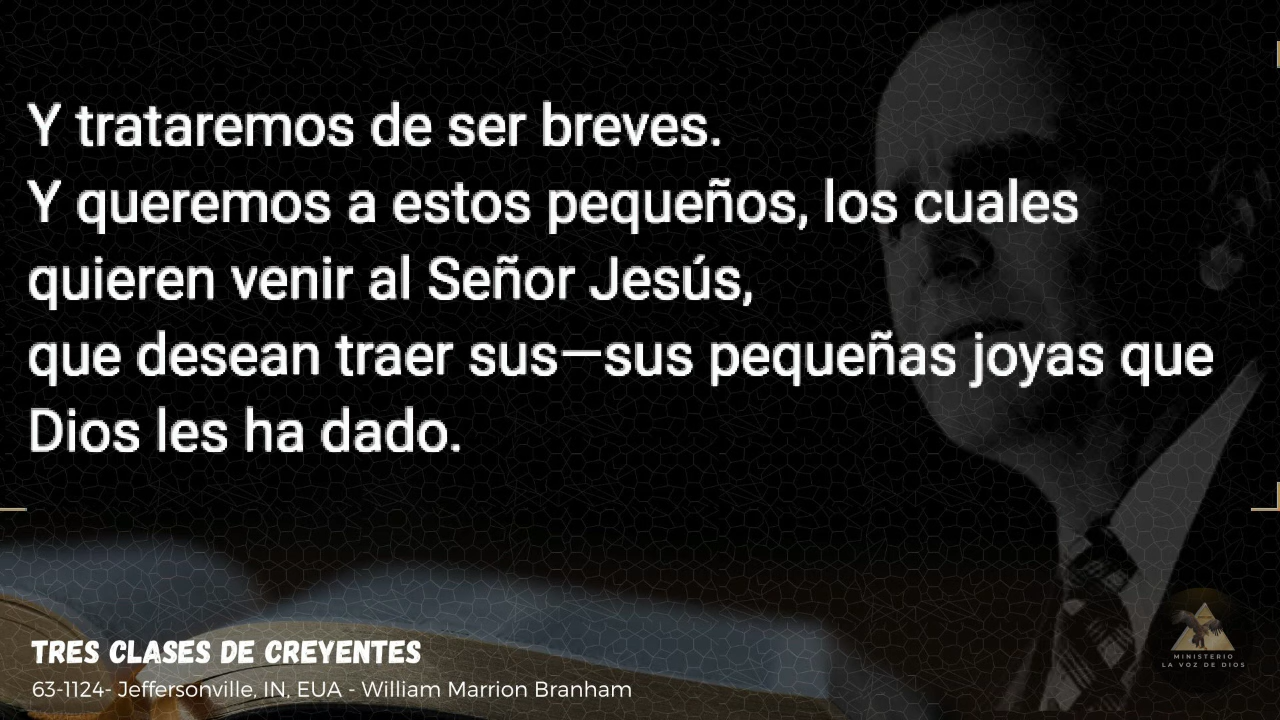 Y trataremos de ser breves.
Y queremos a estos pequeños, los cuales
quieren venir al Señor Jesús,
que desean traer sus—sus pequeñas joyas que
Dios les ha dado.
TRES CLASES DE CREYENTES
63-1124- Jeffersonville, IN, EUA - William Marrion Branham
MINISTERIO
LA VOZ DE DIOS